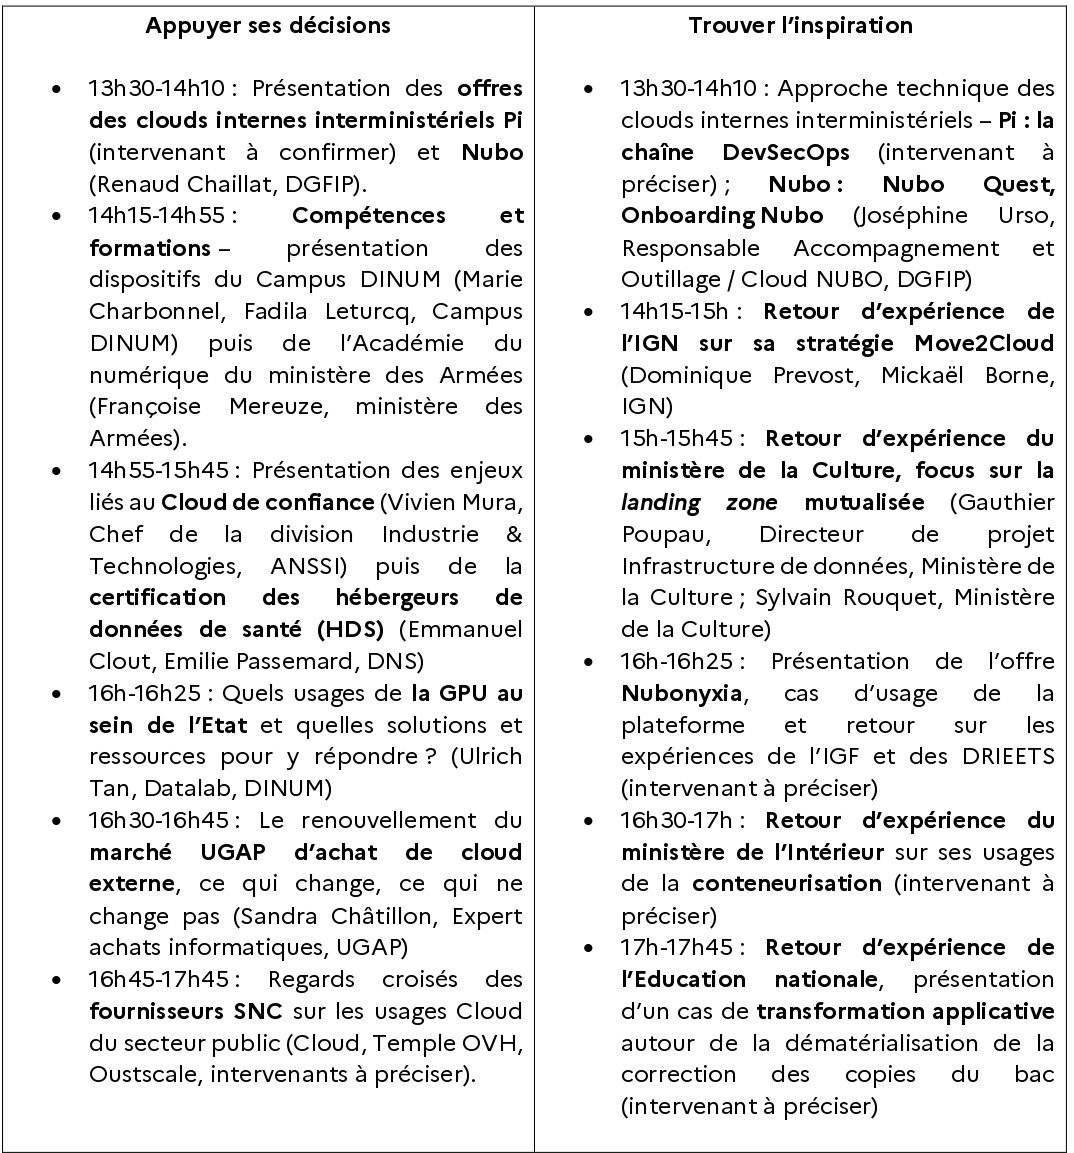 Appuyer ses décisions
• 13h30-14h10 : Présentation des offres
des clouds internes interministériels Pi
(intervenant à confirmer) et Nubo
(Renaud Chaillat, DGFIP).
• 14h15-14h55 : Compétences et
formations – présentation des
dispositifs du Campus DINUM (Marie
Charbonnel, Fadila Leturcq, Campus
DINUM) puis de l’Académie du
numérique du ministère des Armées
(Françoise Mereuze, ministère des
Armées).
• 14h55-15h45 : Présentation des enjeux
liés au Cloud de confiance (Vivien Mura,
Chef de la division Industrie &
Technologies, ANSSI) puis de la
certification des hébergeurs de
données de santé (HDS) (Emmanuel
Clout, Emilie Passemard, DNS)
• 16h-16h25 : Quels usages de la GPU au
sein de l’Etat et quelles solutions et
ressources pour y répondre ? (Ulrich
Tan, Datalab, DINUM)
• 16h30-16h45 : Le renouvellement du
marché UGAP d’achat de cloud
externe, ce qui change, ce qui ne
change pas (Sandra Châtillon, Expert
achats informatiques, UGAP)
• 16h45-17h45 : Regards croisés des
fournisseurs SNC sur les usages Cloud
du secteur public (Cloud, Temple OVH,
Oustscale, intervenants à préciser).
Trouver l’inspiration
• 13h30-14h10 : Approche technique des
clouds internes interministériels – Pi : la
chaîne DevSecOps (intervenant à
préciser) ; Nubo : Nubo Quest,
Onboarding Nubo (Joséphine Urso,
Responsable Accompagnement et
Outillage / Cloud NUBO, DGFIP)
• 14h15-15h : Retour d’expérience de
l’IGN sur sa stratégie Move2Cloud
(Dominique Prevost, Mickaël Borne,
IGN)
• 15h-15h45 : Retour d’expérience du
ministère de la Culture, focus sur la
landing zone mutualisée (Gauthier
Poupau, Directeur de projet
Infrastructure de données, Ministère de
la Culture ; Sylvain Rouquet, Ministère
de la Culture)
• 16h-16h25 : Présentation de l’offre
Nubonyxia, cas d’usage de la
plateforme et retour sur les
expériences de l’IGF et des DRIEETS
(intervenant à préciser)
• 16h30-17h : Retour d’expérience du
ministère de l’Intérieur sur ses usages
de la conteneurisation (intervenant à
préciser)
• 17h-17h45 : Retour d’expérience de
l’Education nationale, présentation
d’un cas de transformation applicative
autour de la dématérialisation de la
correction des copies du bac
(intervenant à préciser)